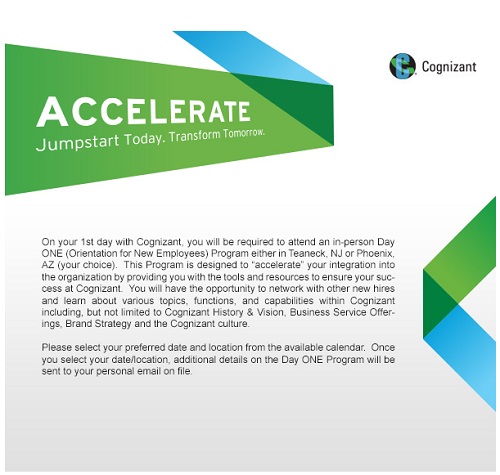 Cognizant
ACCELERATE
Jumpstart Today. Transform Tomorrow.
On your 1st day with Cognizant, you will be required to attend an in-person Day
ONE (Orientation for New Employees) Program either in Teaneck, NJ or Phoenix,
AZ (your choice). This Program is designed to “accelerate” your integration into
the organization by providing you with the tools and resources to ensure your suc-
cess at Cognizant. You will have the opportunity to network with other new hires
and learn about various topics, functions, and capabilities within Cognizant
including, but not limited to Cognizant History & Vision, Business Service Offer-
ings, Brand Strategy and the Cognizant culture.
Please select your preferred date and location from the available calendar. Once
you select your date/location, additional details on the Day ONE Program will be
sent to your personal email on file.